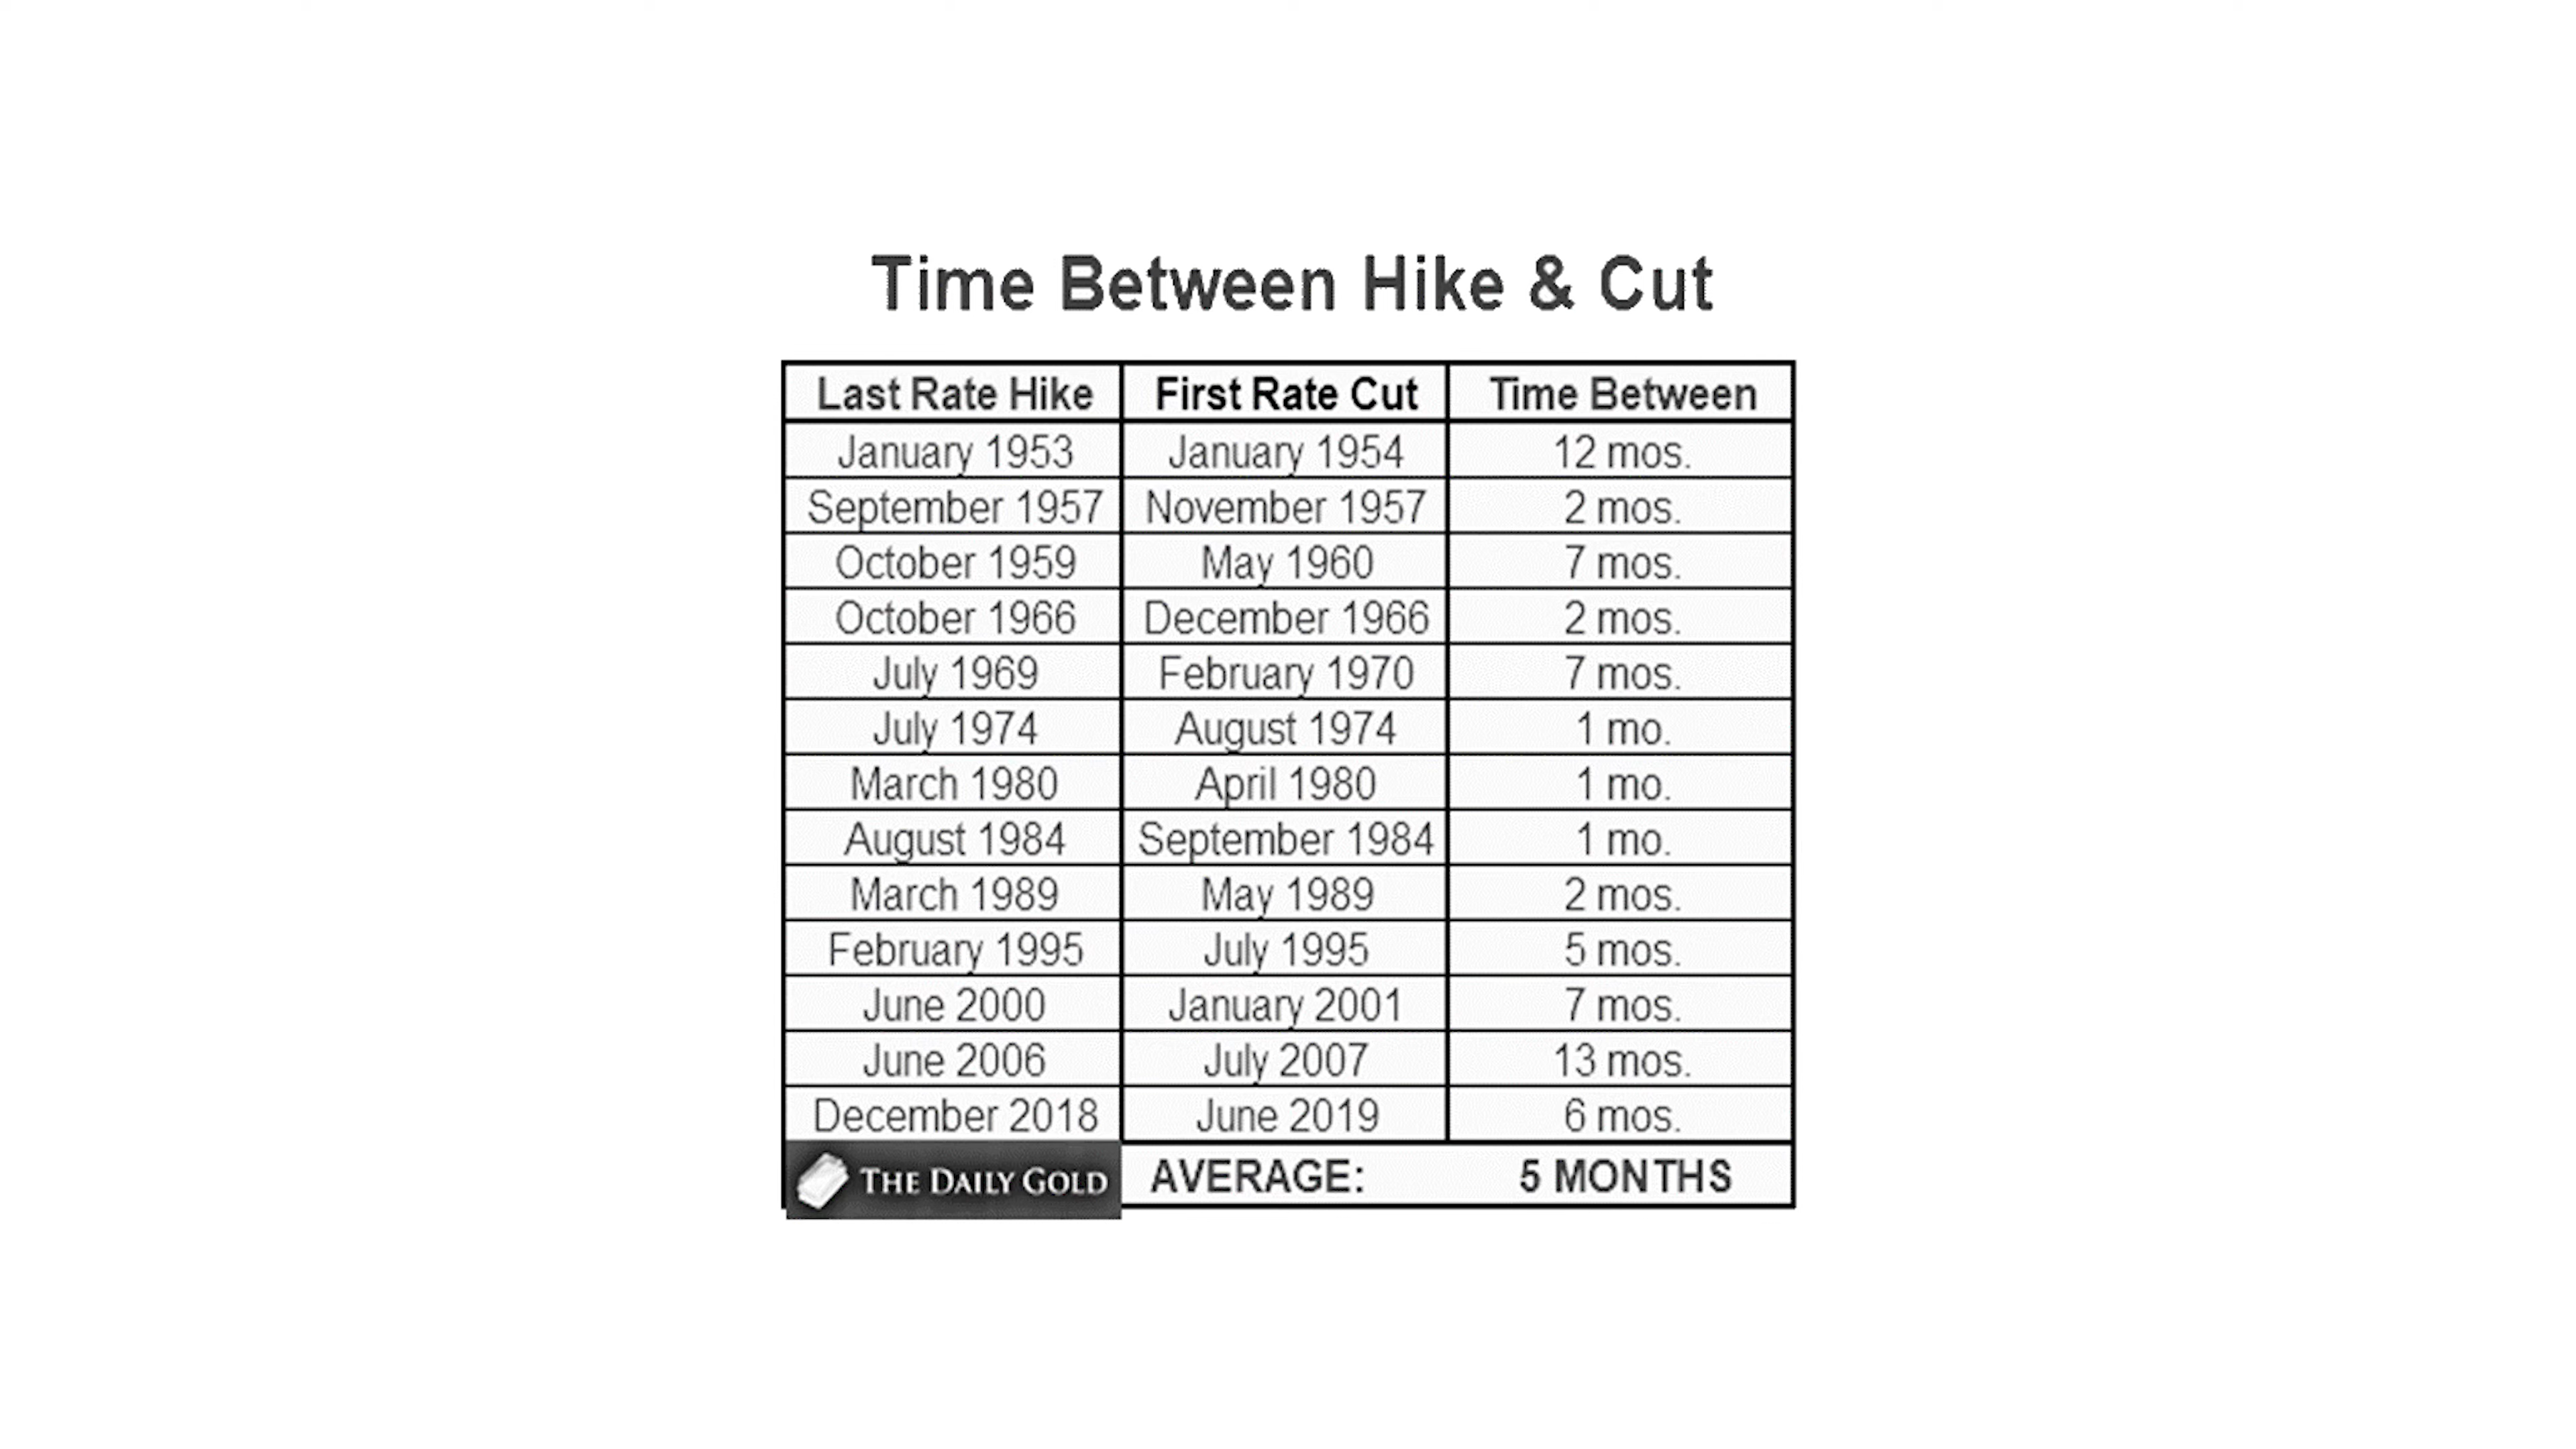 Time Between Hike & Cut
Last Rate Hike First Rate Cut Time Between
January 1953 January 1954 12 mos.
September 1957 November 1957 2 mos.
October 1959 May 1960 7 mos.
October 1966 December 1966 2 mos.
July 1969 February 1970 7 mos.
July 1974 August 1974 1 mo.
March 1980 April 1980 1 mo.
August 1984 September 1984 1 mo.
March 1989 May 1989 2 mos.
February 1995 July 1995 5 mos.
June 2000 January 2001 7 mos.
June 2006 July 2007 13 mos.
December 2018 June 2019 6 mos.
THE DAILY GOLD AVERAGE: 5 MONTHS